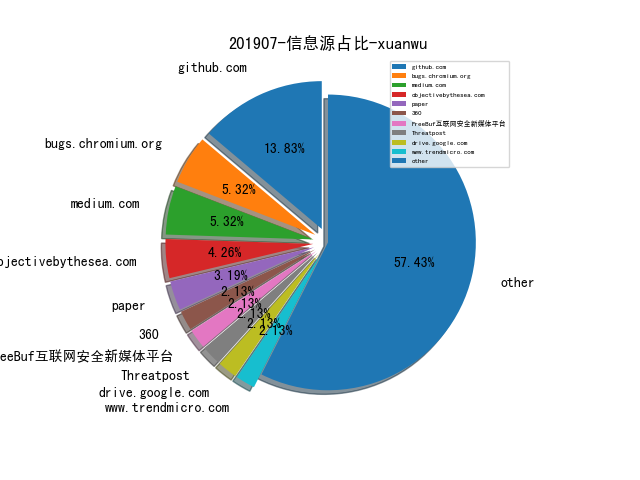 201907-信息源占比-xuanwu
github.com
bugs.chromium.org
medium.com
objectivebythesea.com
paper
360
FreeBuf互联网安全新媒体平台
Threatpost
drive.google.com
www.trendmicro.com
other
github.com
13.83%
bugs.chromium.org
5.32%
medium.com
5.32%
bjectivebythesea.com
4.26%
paper
3.19%
360
2.13%
eeBuf互联网安全新媒体平台
2.13%
Threatpost
2.13%
drive.google.com
2.13%
www.trendmicro.com
2.13%
57.43%
other